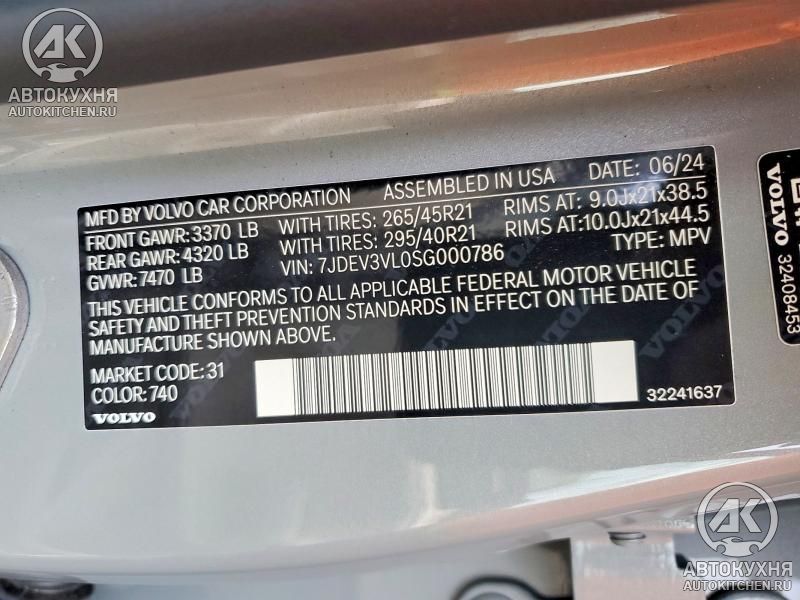 AK
АВТОКУХНЯ
AUTOKITCHEN.RU
MFD BY VOLVO CAR CORPORATION ASSEMBLED IN USA DATE: 06/24
FRONT GAWR: 3370 LB WITH TIRES: 265/45R21 RIMS AT: 9.0Jx21x38.5
REAR GAWR: 4320 LB WITH TIRES: 295/40R21 RIMS AT:10.0Jx21x44.5
GVWR: 7470 LB VIN: 7JDEV3VL0SG000786 TYPE: MPV
THIS VEHICLE CONFORMS TO ALL APPLICABLE FEDERAL MOTOR VEHICLE
SAFETY AND THEFT PREVENTION STANDARDS IN EFFECT ON THE DATE OF
MANUFACTURE SHOWN ABOVE.
MARKET CODE: 31
COLOR: 740
VOLVO
32241637
VOLVO 32408453
AK
АВТОКУХНЯ
AUTOKITCHEN.RU